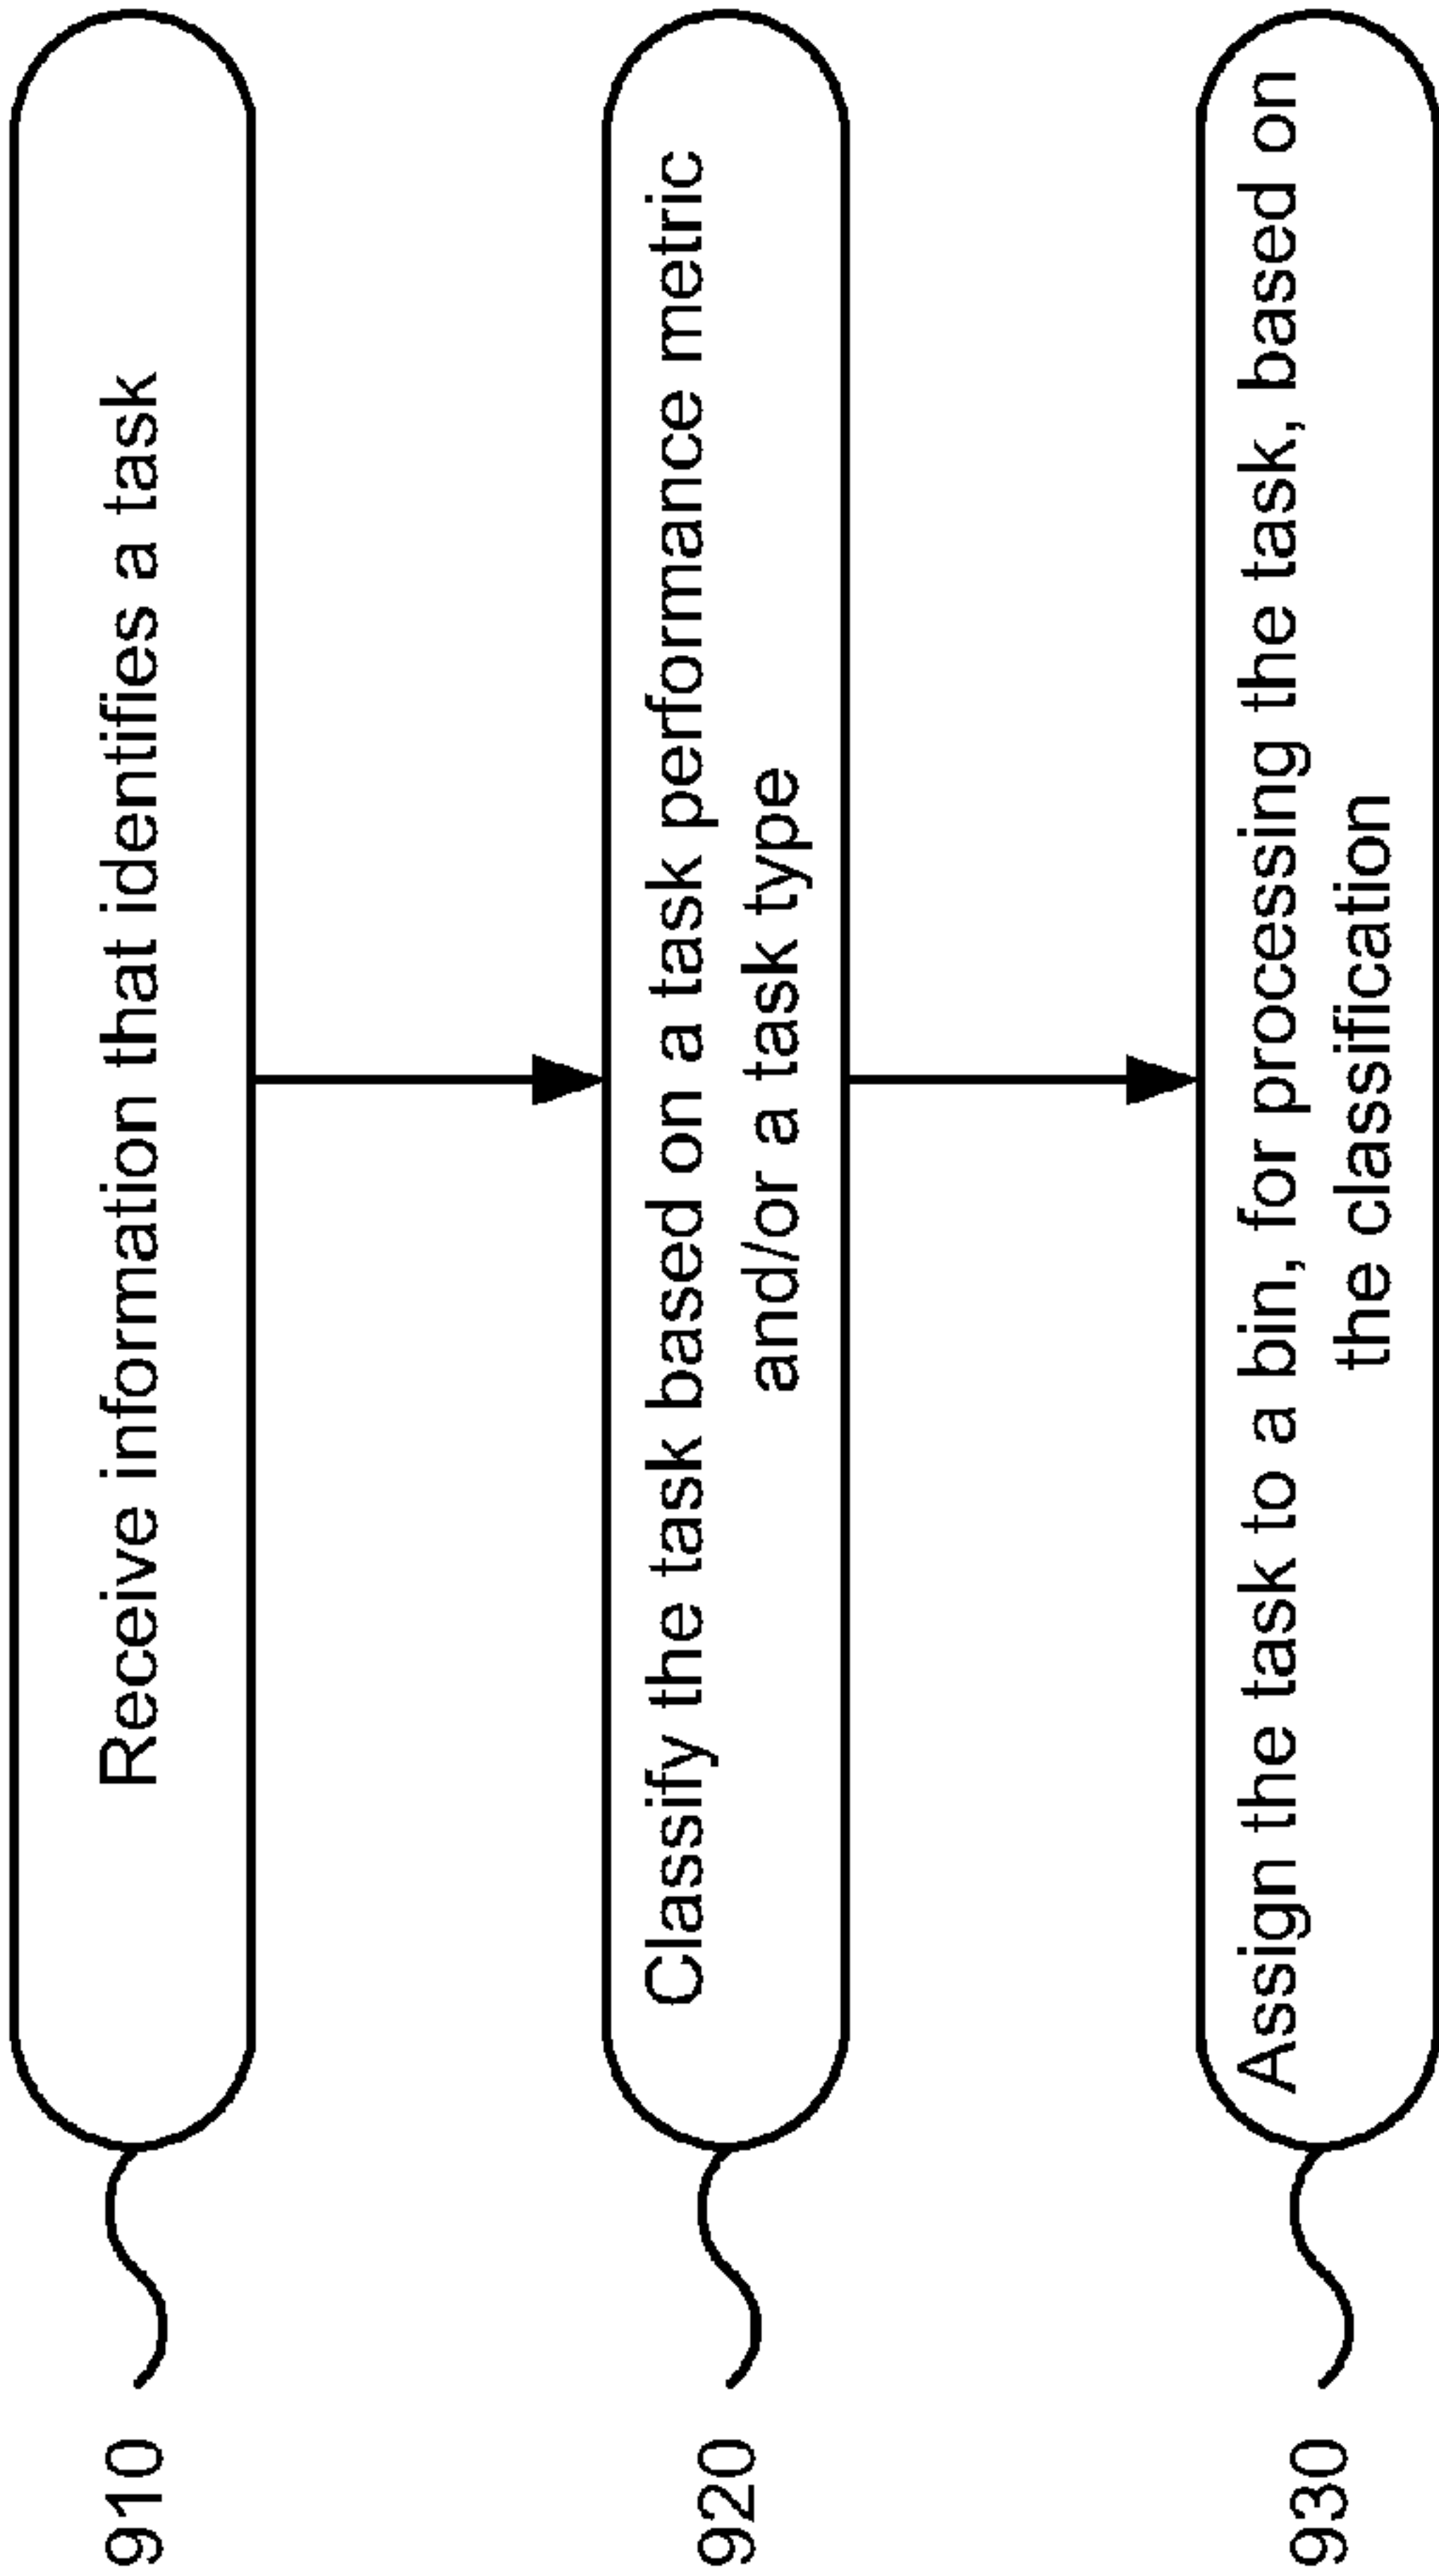 910
Receive information that identifies a task
920
Classify the task based on a task performance metric
and/or a task type
930
Assign the task to a bin, for processing the task, based on
the classification